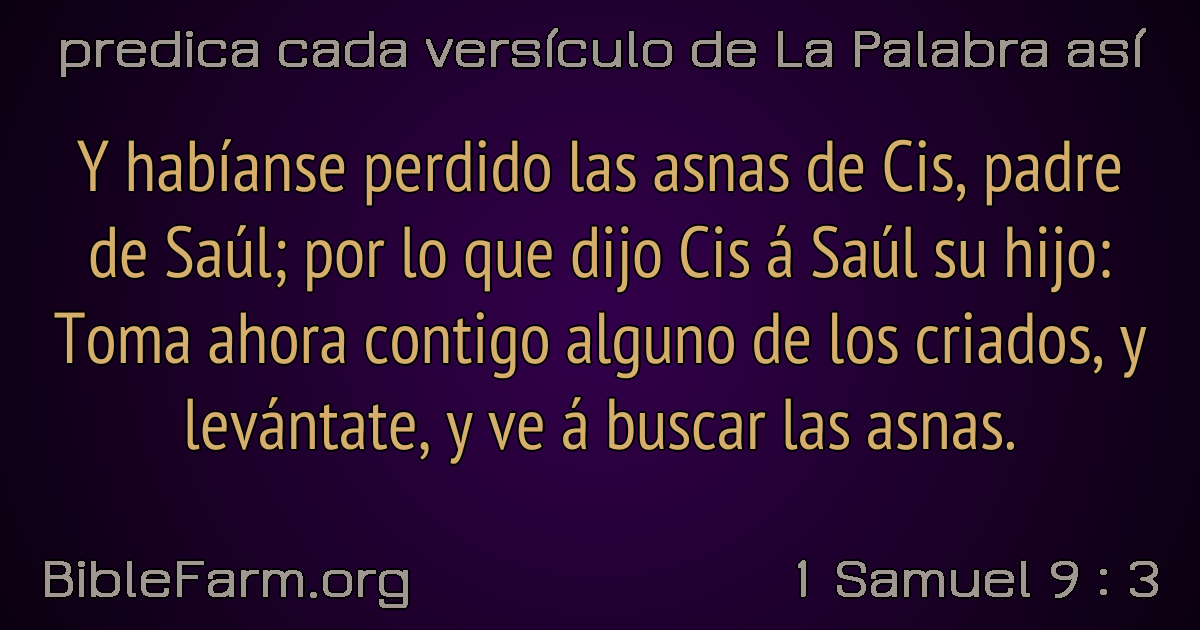 predica cada versículo de La Palabra así
Y habíanse perdido las asnas de Cis, padre
de Saúl; por lo que dijo Cis á Saúl su hijo:
Toma ahora contigo alguno de los criados, y
levántate, y ve á buscar las asnas.
BibleFarm.org
1 Samuel 9 : 3